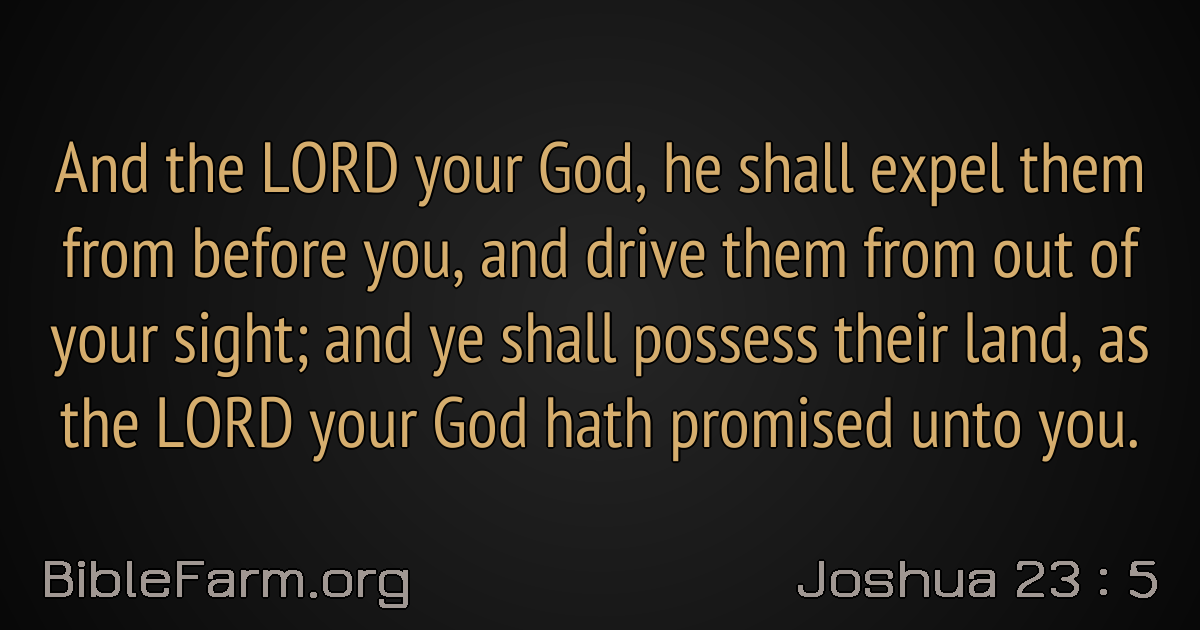 And the LORD your God, he shall expel them
from before you, and drive them from out of
your sight; and ye shall possess their land, as
the LORD your God hath promised unto you.
BibleFarm.org
Joshua 23 : 5